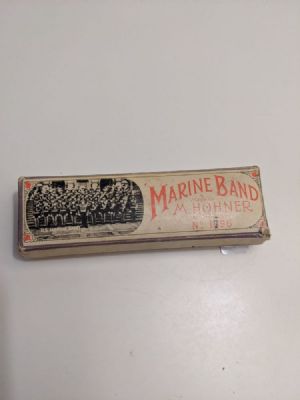 MARINE BAND
M. HOHNER
No. 1896